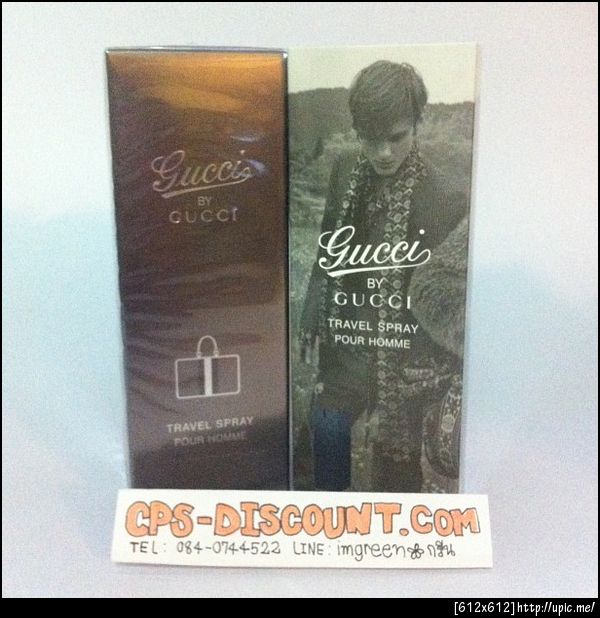 Gucci
BY
GUCCI
TRAVEL SPRAY
POUR HOMME
Gucci
BY
GUCCI
TRAVEL SPRAY
POUR HOMME
CPS-DISCOUNT.COM
TEL: 084-0744522 LINE: imgreen กรีน
[612x612]http://upic.me/